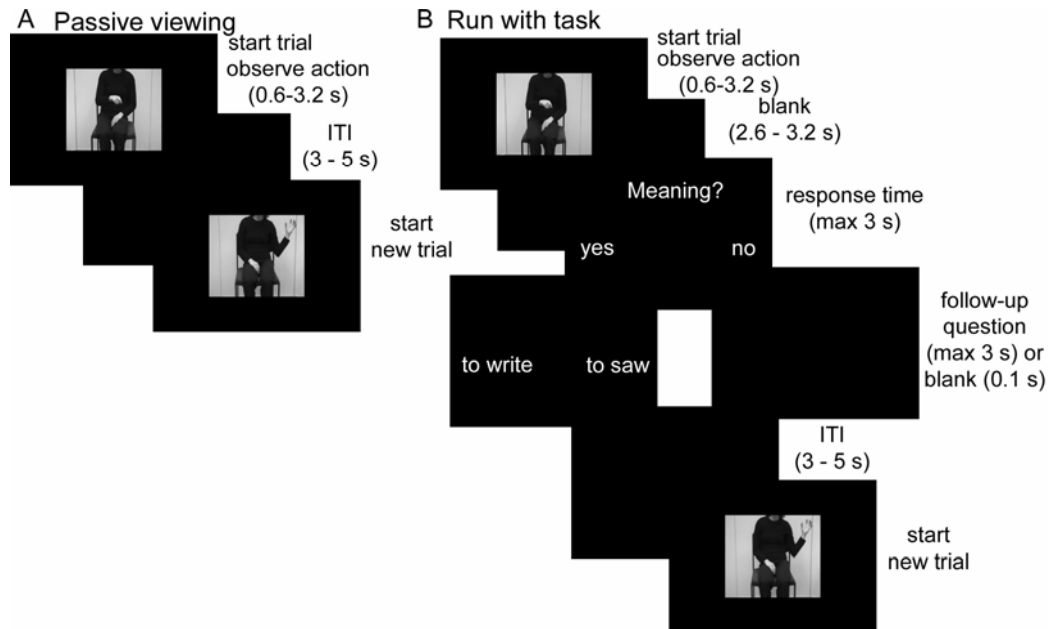 A Passive viewing
start trial
observe action
(0.6-3.2 s)
ITI
(3 - 5 s)
start
new trial
B Run with task
start trial
observe action
(0.6-3.2 s)
blank
(2.6 - 3.2 s)
Meaning?
yes no
response time
(max 3 s)
to write to saw
follow-up
question
(max 3 s) or
blank (0.1 s)
ITI
(3 - 5 s)
start
new trial